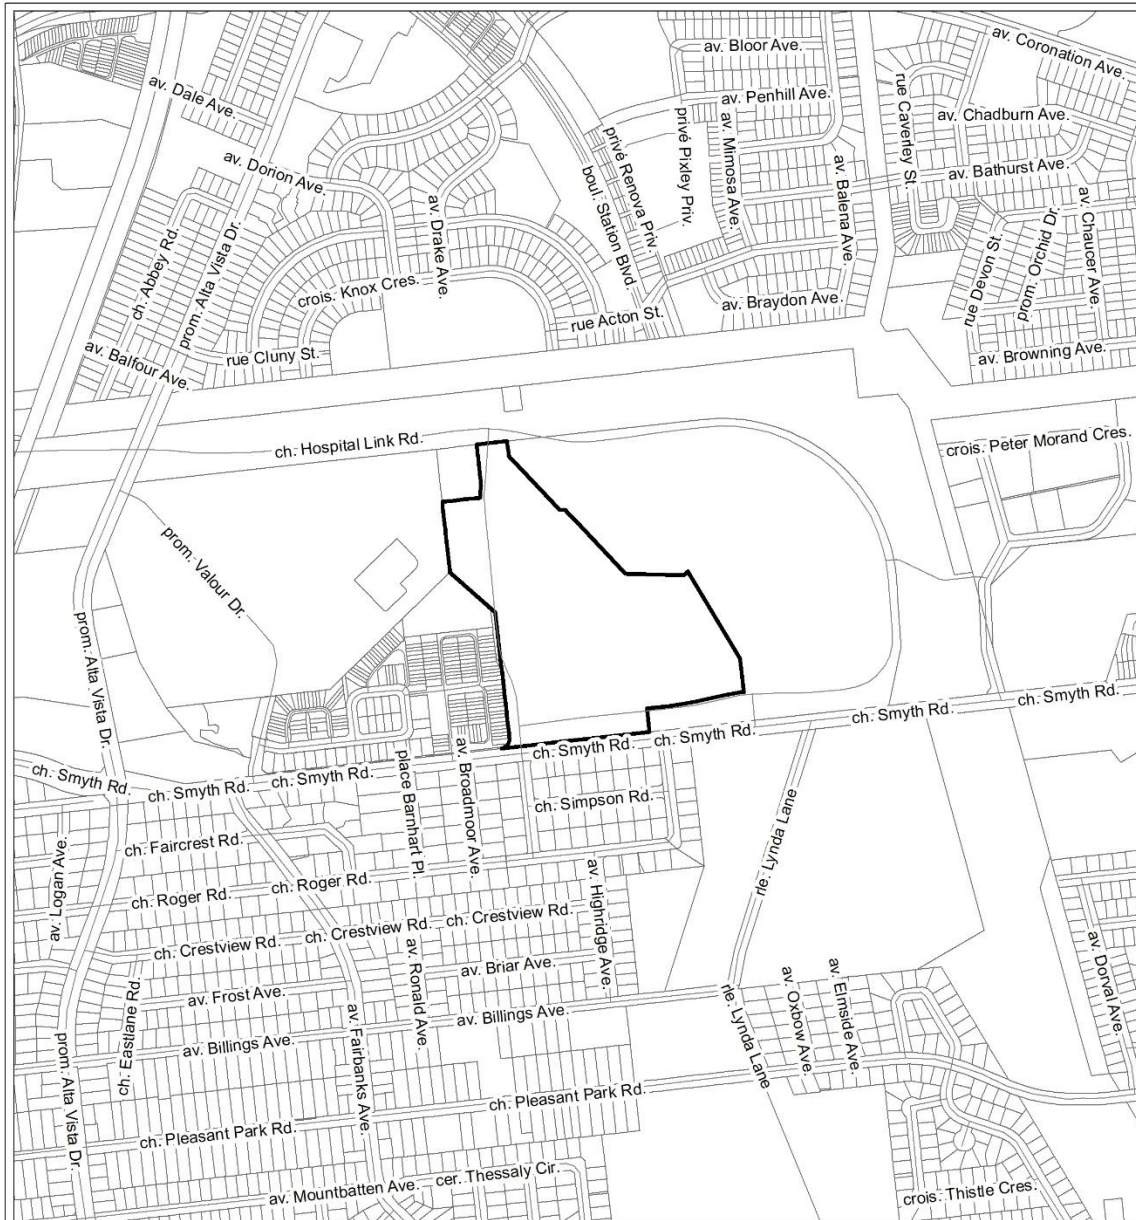 av. Coronation Ave.
av. Bloor Ave.
av. Dale Ave.
av. Penhill Ave.
rue Caverley St.
av. Chadburn Ave.
av. Dorion Ave.
privé Renova Priv.
privé Pixley Priv.
av. Mimosa Ave.
av. Balena Ave.
av. Bathurst Ave.
boul. Station Blvd.
av. Drake Ave.
ch. Abbey Rd.
prom. Alta Vista Dr.
crois. Knox Cres.
rue Devon St.
prom. Orchid Dr.
av. Chaucer Ave.
av. Braydon Ave.
rue Acton St.
av. Balfour Ave.
rue Cluny St.
av. Browning Ave.
ch. Hospital Link Rd.
crois. Peter Morand Cres.
prom. Valour Dr.
prom. Alta Vista Dr.
ch. Smyth Rd.
ch. Smyth Rd.
ch. Smyth Rd.
ch. Smyth Rd.
ch. Smyth Rd.
ch. Smyth Rd.
ch. Smyth Rd.
place Barnhart Pl.
av. Broadmoor Ave.
ch. Simpson Rd.
rle. Lynda Lane
ch. Faircrest Rd.
ch. Roger Rd.
ch. Roger Rd.
av. Logan Ave.
av. Highridge Ave.
ch. Crestview Rd.
ch. Crestview Rd.
ch. Crestview Rd.
av. Ronald Ave.
av. Briar Ave.
av. Dorval Ave.
ch. Eastlane Rd.
av. Frost Ave.
av. Oxbow Ave.
av. Elmside Ave.
av. Billings Ave.
av. Billings Ave.
av. Fairbanks Ave.
rle. Lynda Lane
prom. Alta Vista Dr.
ch. Pleasant Park Rd.
ch. Pleasant Park Rd.
av. Mountbatten Ave.
cer. Thessaly Cir.
crois. Thistle Cres.